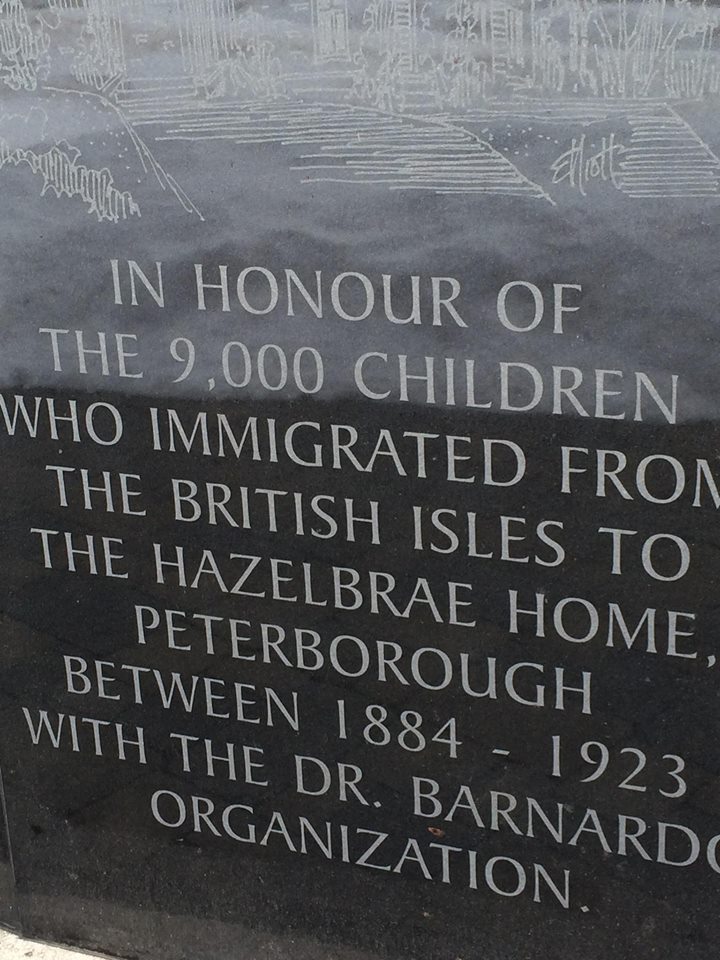 Elliott
IN HONOUR OF
THE 9,000 CHILDREN
WHO IMMIGRATED FROM
THE BRITISH ISLES TO
THE HAZELBRAE HOME,
PETERBOROUGH
BETWEEN 1884 - 1923
WITH THE DR. BARNARDO
ORGANIZATION.